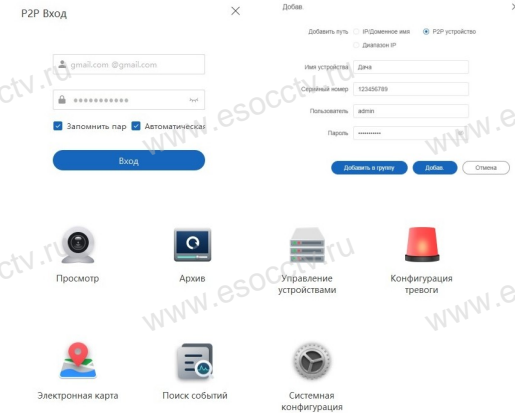 P2P Вход
gmail.com @gmail.com
Запомнить пар
Автоматическая
Вход
Добав.
Добавить путь
IP/Доменное имя
P2P устройство
Диапазон IP
Имя устройства
Дача
Серийный номер
123456789
Пользователь
admin
Пароль
Добавить в группу
Добав.
Отмена
Просмотр
Архив
Управление
устройствами
Конфигурация
тревоги
Электронная карта
Поиск событий
Системная
конфигурация
www.esocctv.ru